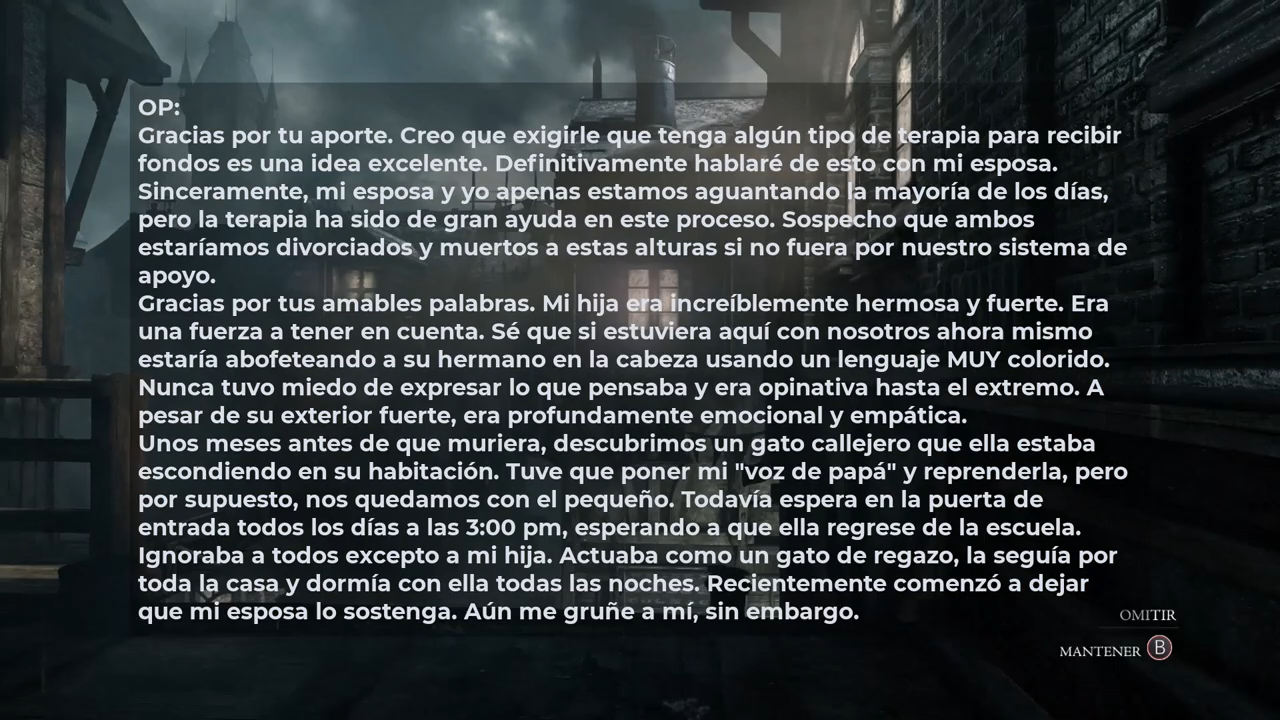 OP:
Gracias por tu aporte. Creo que exigirle que tenga algún tipo de terapia para recibir
fondos es una idea excelente. Definitivamente hablaré de esto con mi esposa.
Sinceramente, mi esposa y yo apenas estamos aguantando la mayoría de los días,
pero la terapia ha sido de gran ayuda en este proceso. Sospecho que ambos
estaríamos divorciados y muertos a estas alturas si no fuera por nuestro sistema de
apoyo.
Gracias por tus amables palabras. Mi hija era increíblemente hermosa y fuerte. Era
una fuerza a tener en cuenta. Sé que si estuviera aquí con nosotros ahora mismo
estaría abofeteando a su hermano en la cabeza usando un lenguaje MUY colorido.
Nunca tuvo miedo de expresar lo que pensaba y era opinativa hasta el extremo. A
pesar de su exterior fuerte, era profundamente emocional y empática.
Unos meses antes de que muriera, descubrimos un gato callejero que ella estaba
escondiendo en su habitación. Tuve que poner mi "voz de papá" y reprenderla, pero
por supuesto, nos quedamos con el pequeño. Todavía espera en la puerta de
entrada todos los días a las 3:00 pm, esperando a que ella regrese de la escuela.
Ignoraba a todos excepto a mi hija. Actuaba como un gato de regazo, la seguía por
toda la casa y dormía con ella todas las noches. Recientemente comenzó a dejar
que mi esposa lo sostenga. Aún me gruñe a mí, sin embargo.
OMITIR
MANTENER B